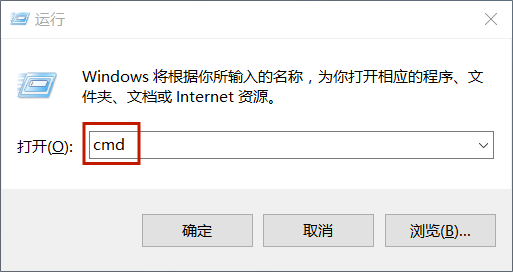 运行
Windows 将根据你所输入的名称，为你打开相应的程序、文
件夹、文档或 Internet 资源。
打开(O): cmd
确定 取消 浏览(B)...